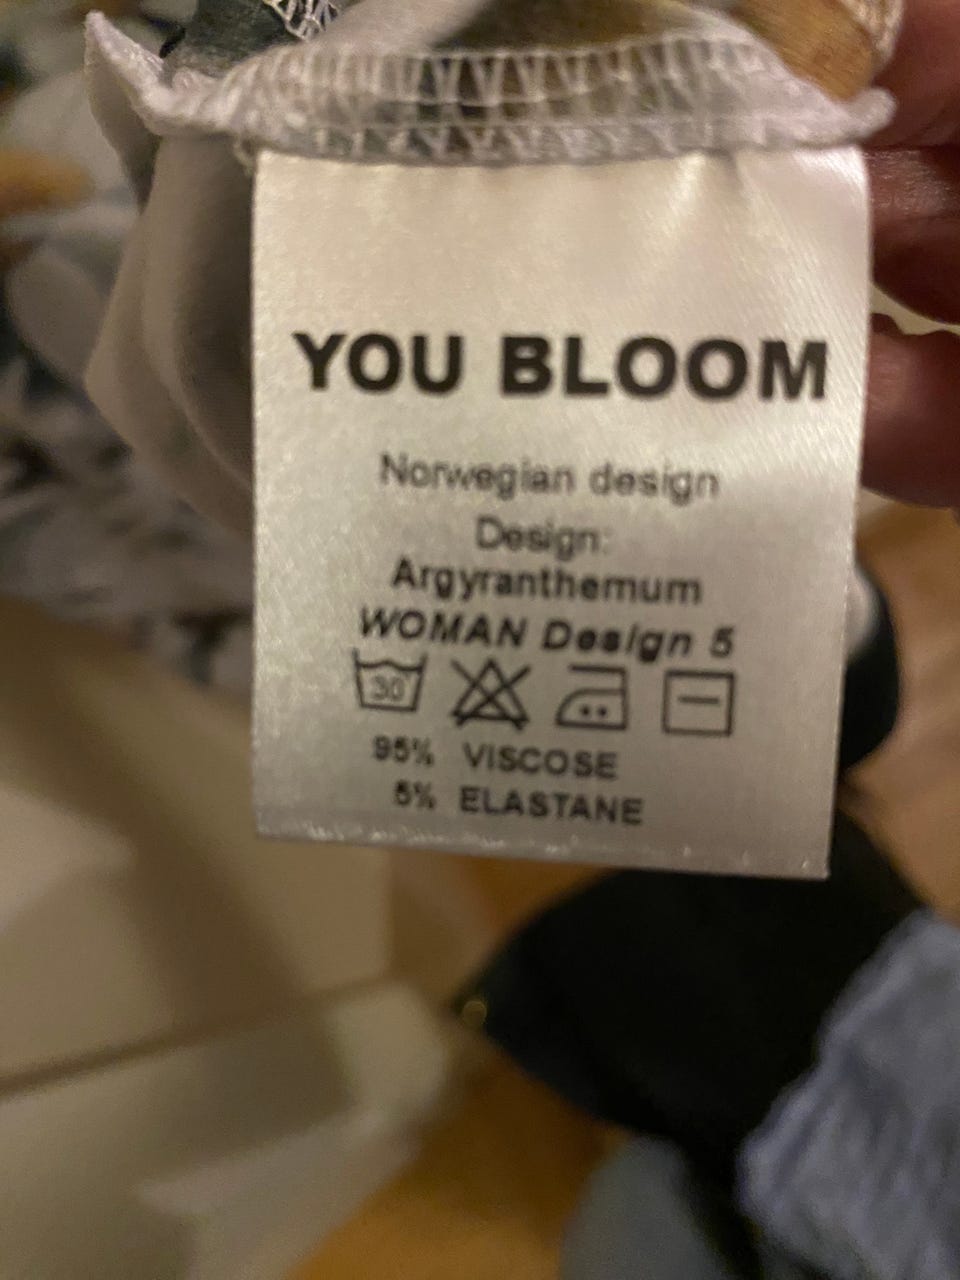 YOU BLOOM
Norwegian design
Design:
Argyranthemum
WOMAN Design 5
30
95% VISCOSE
5% ELASTANE